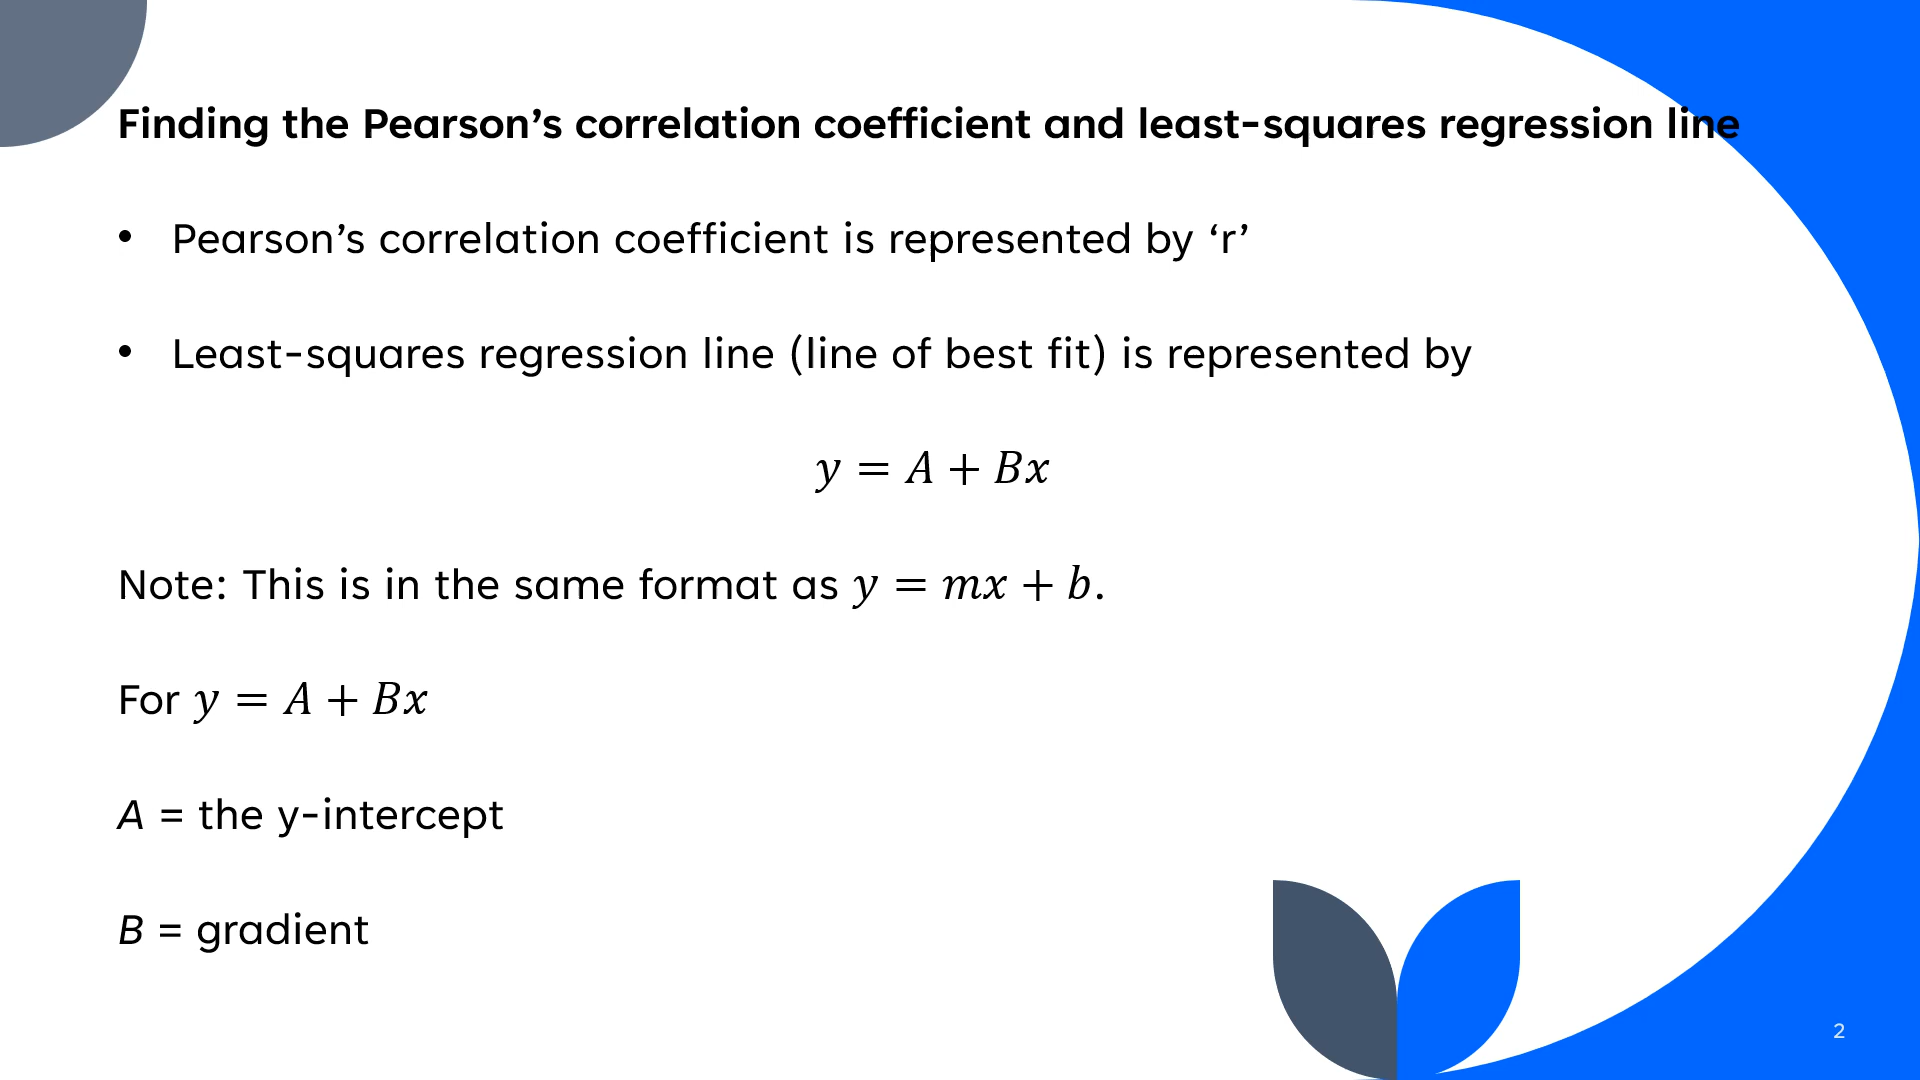 Finding the Pearson’s correlation coefficient and least-squares regression line
• Pearson’s correlation coefficient is represented by ‘r’
• Least-squares regression line (line of best fit) is represented by
y = A + Bx
Note: This is in the same format as y = mx + b.
For y = A + Bx
A = the y-intercept
B = gradient
2